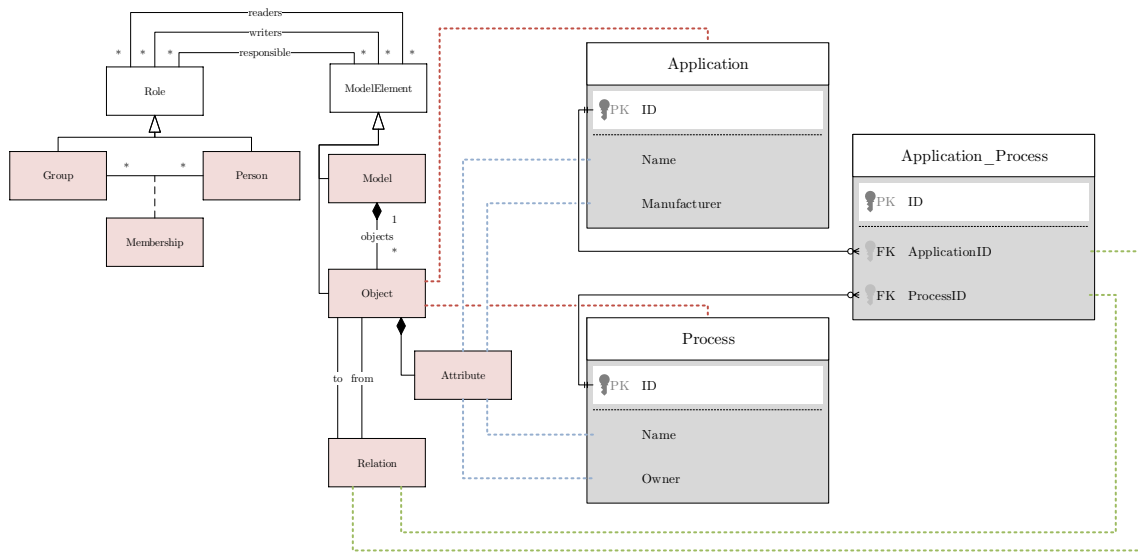 readers
writers
* * * responsible * * *
Role
ModelElement
Group
*
*
Person
Model
Membership
1
objects
*
Object
to from
Attribute
Relation
Application
PK ID
Name
Manufacturer
Application_Process
PK ID
FK ApplicationID
FK ProcessID
Process
PK ID
Name
Owner